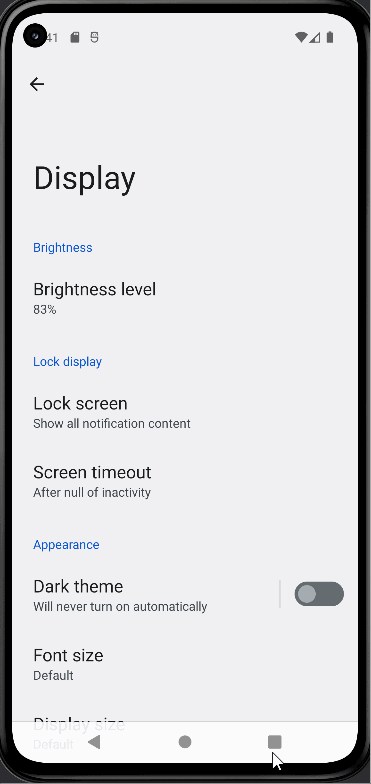 41
Display
Brightness
Brightness level
83%
Lock display
Lock screen
Show all notification content
Screen timeout
After null of inactivity
Appearance
Dark theme
Will never turn on automatically
Font size
Default
Display size
Default